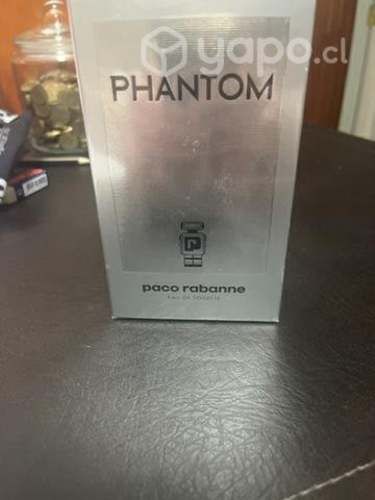 yapo.cl
PHANTOM
P
paco rabanne
EAU DE TOILETTE